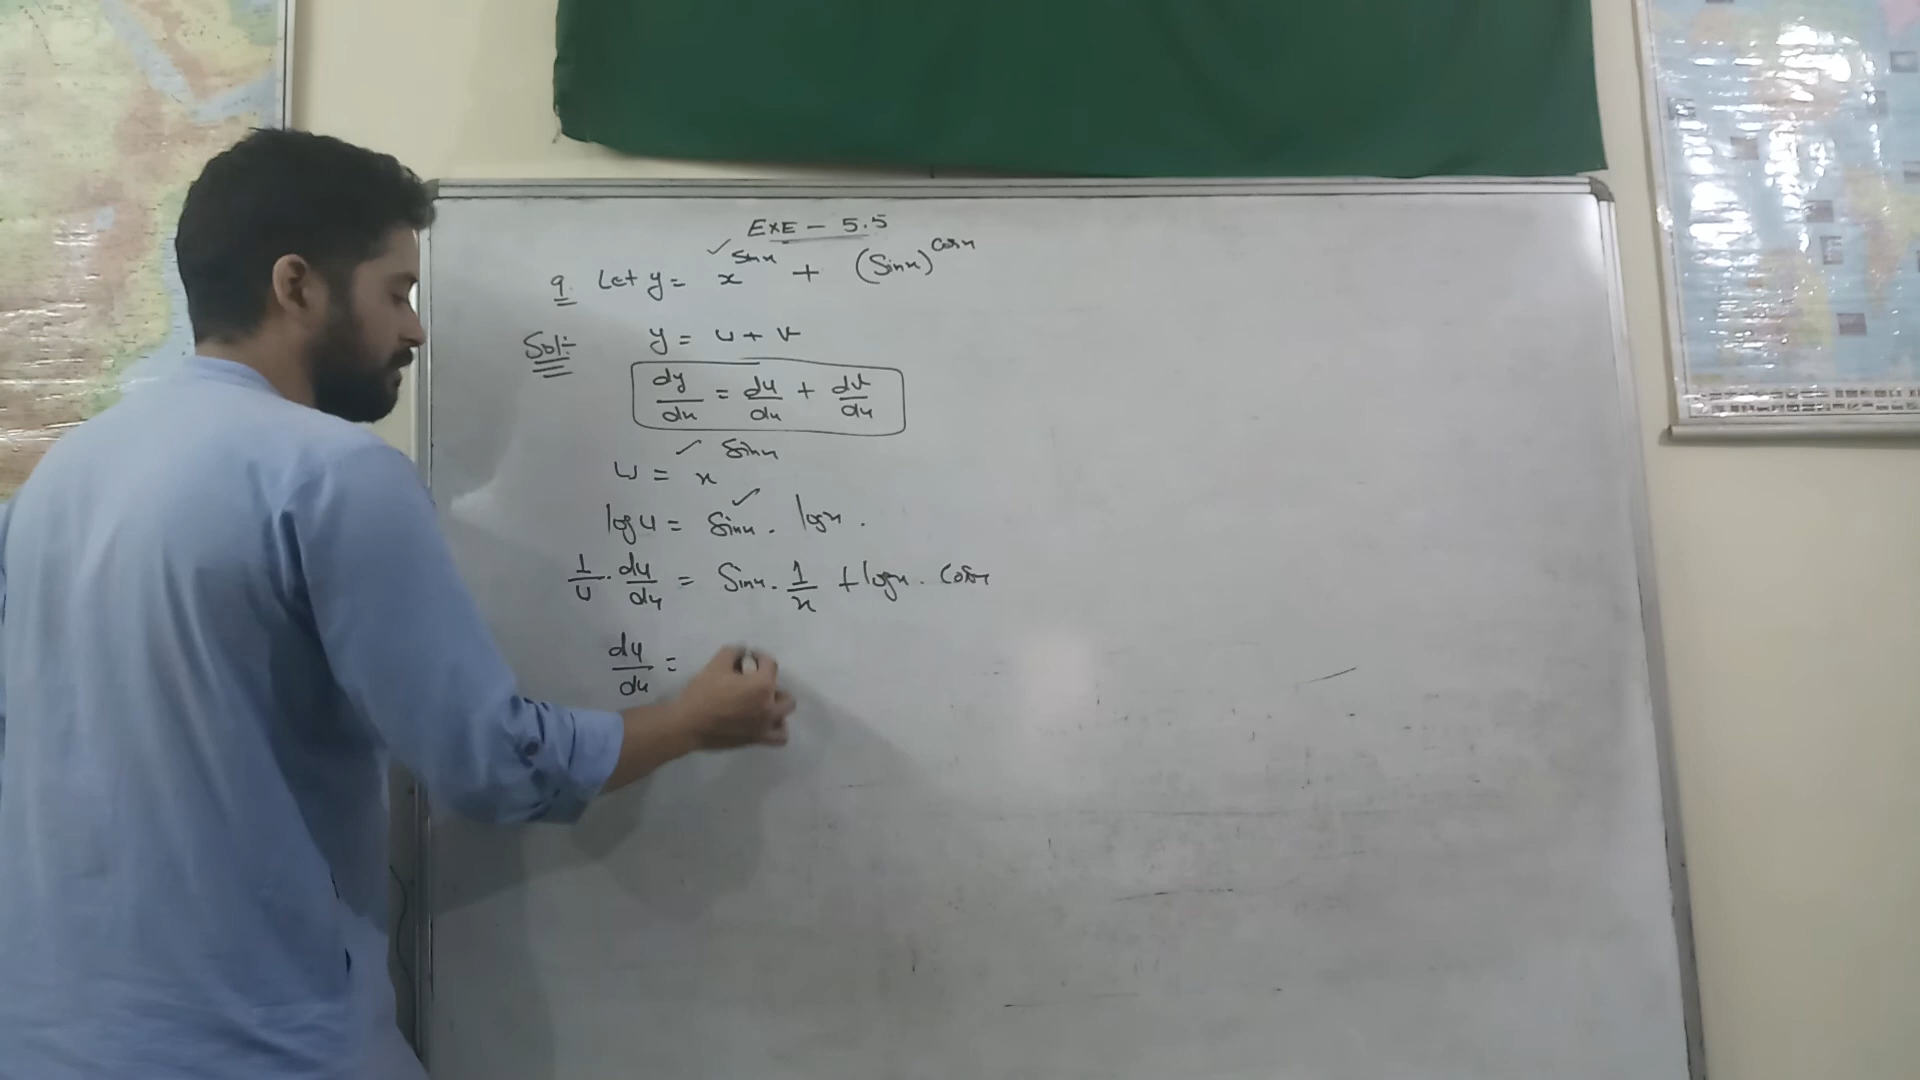 EXE - 5.5
9. Let y = x^Sinx + (Sinx)^Cosx
Sol:- y = u + v
dy/dx = du/dx + dv/dx
u = x^Sinx
log u = Sinx . logx .
1/u . du/dx = Sinx . 1/x + logx . Cosx
du/dx =